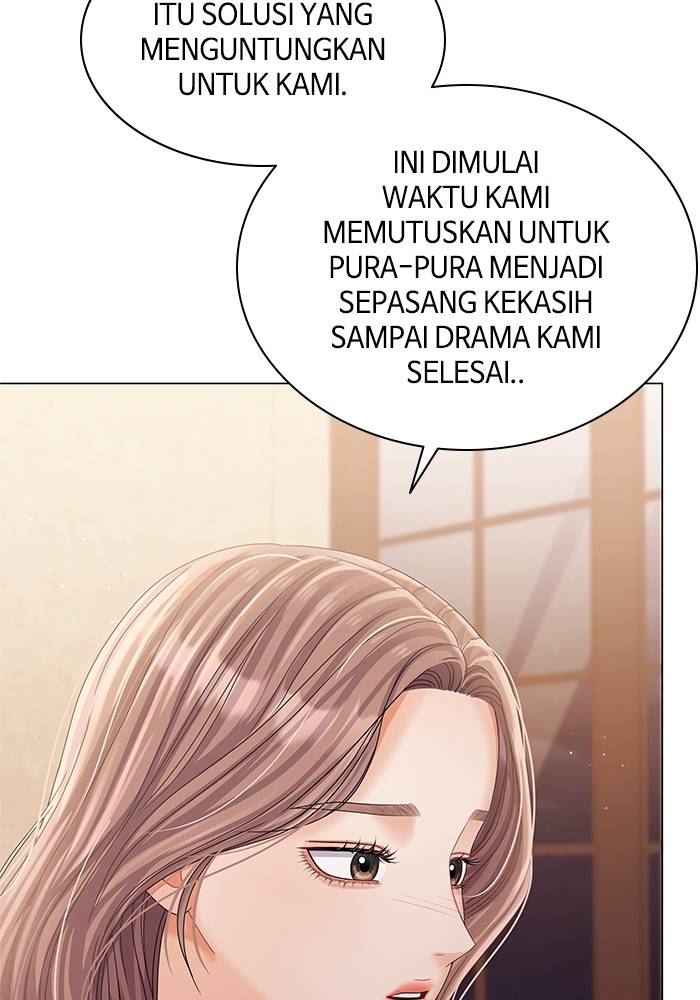 ITU SOLUSI YANG
MENGUNTUNGKAN
UNTUK KAMI.
INI DIMULAI
WAKTU KAMI
MEMUTUSKAN UNTUK
PURA-PURA MENJADI
SEPASANG KEKASIH
SAMPAI DRAMA KAMI
SELESAI..